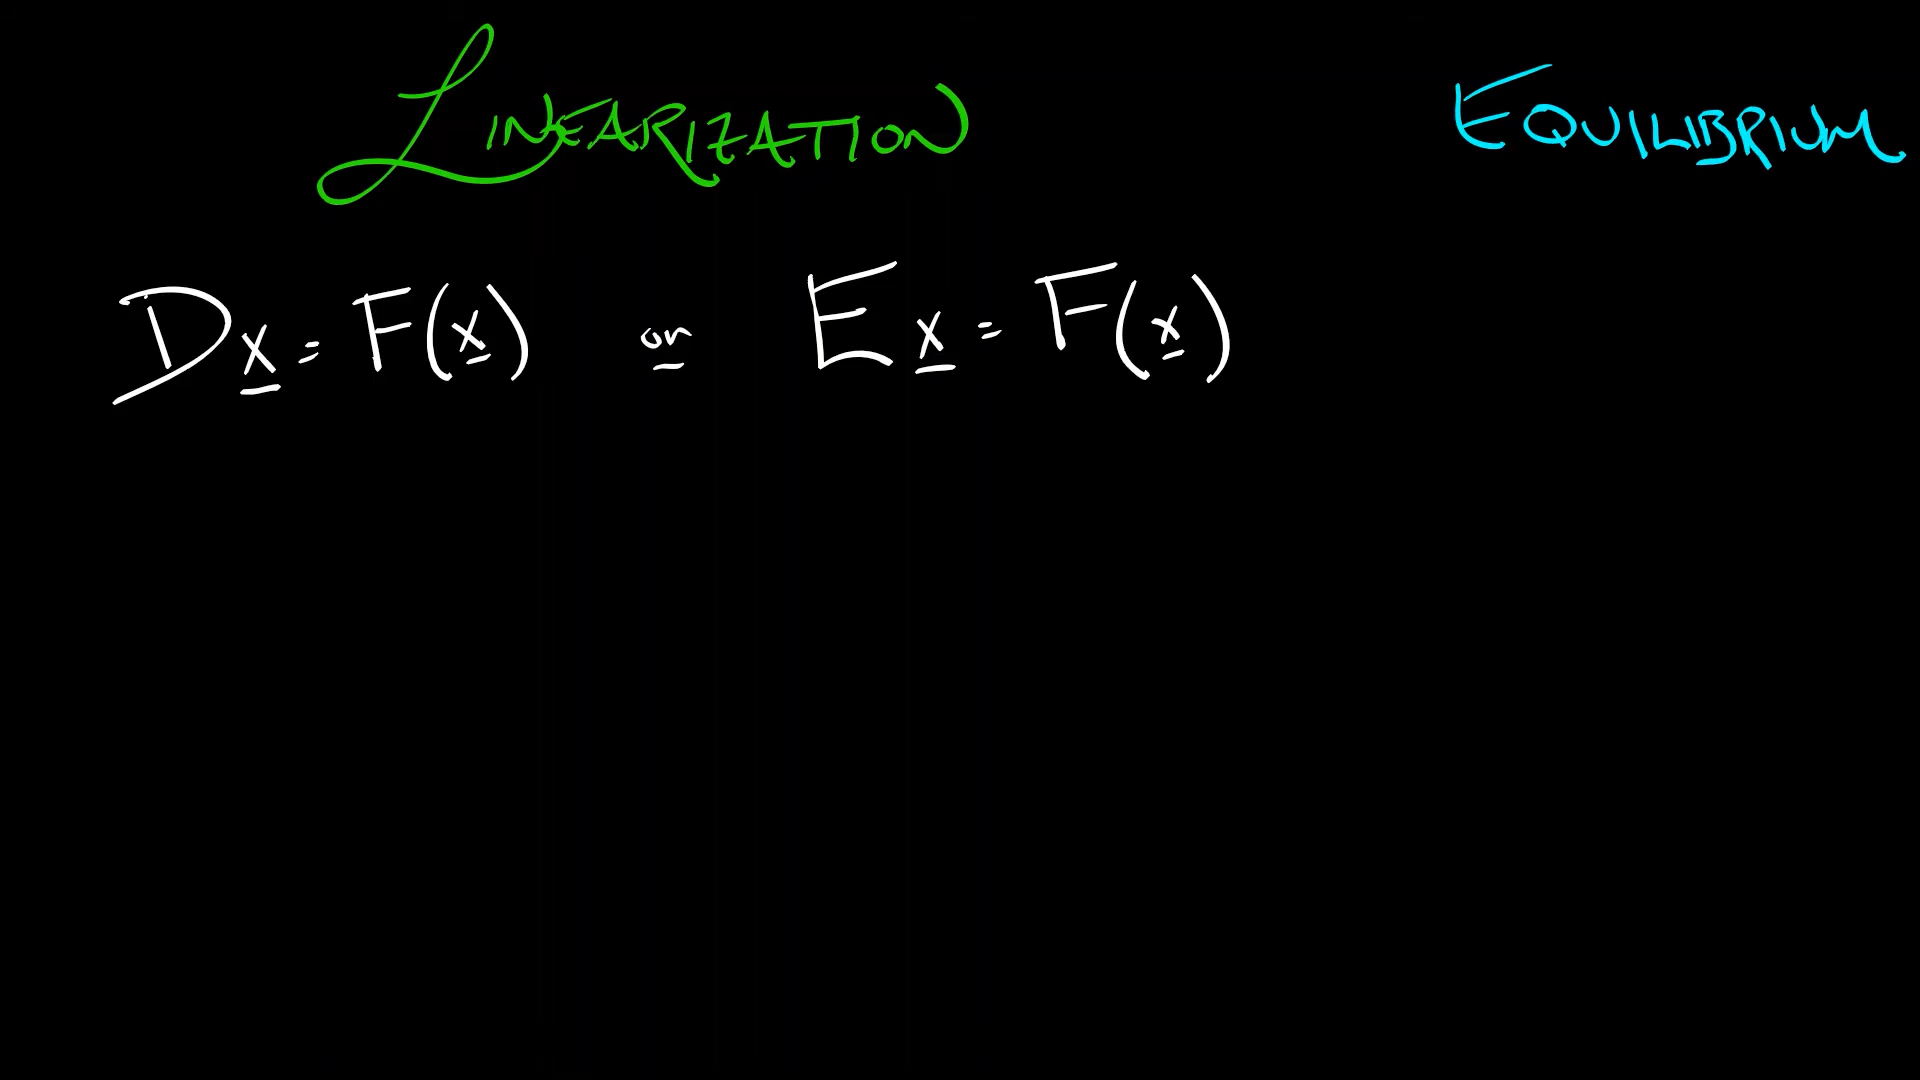 LINEARIZATION EQUILIBRIUM
Dx = F(x) or Ex = F(x)